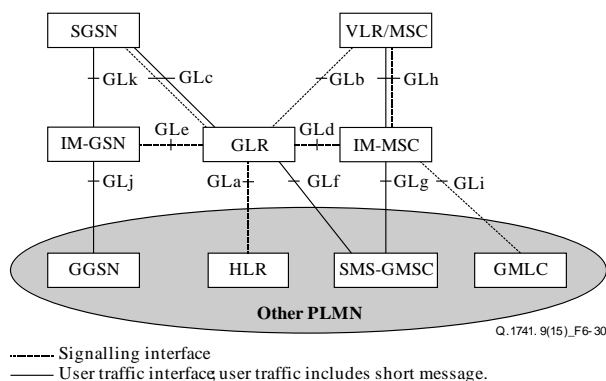 SGSN
VLR/MSC
GLk
GLc
GLb
GLh
IM-GSN
GLe
GLR
GLd
IM-MSC
GLj
GLa
GLf
GLg
GLi
GGSN
HLR
SMS-GMSC
GMLC
Other PLMN
Q.1741.9(15)_F6-30
Signalling interface
User traffic interface; user traffic includes short message.